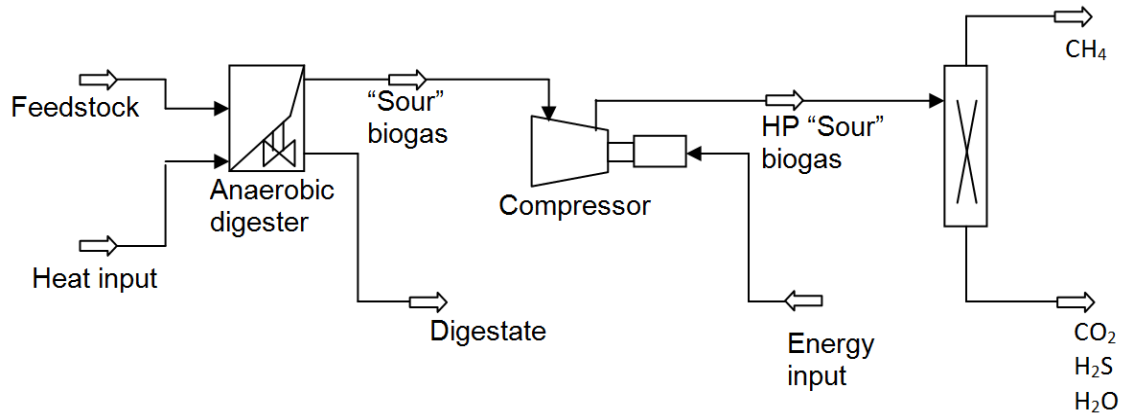 Feedstock
Heat input
Anaerobic
digester
“Sour”
biogas
Digestate
Compressor
HP “Sour”
biogas
Energy
input
CH₄
CO₂
H₂S
H₂O